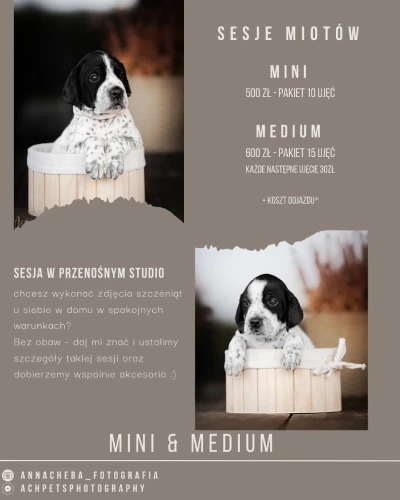 SESJE MIOTÓW
MINI
500 ZŁ - PAKIET 10 UJĘĆ
MEDIUM
600 ZŁ - PAKIET 15 UJĘĆ
KAŻDE NASTĘPNE UJĘCIE 30ZŁ
+ KOSZT DOJAZDU*
SESJA W PRZENOŚNYM STUDIO
chcesz wykonać zdjęcia szczeniąt
u siebie w domu w spokojnych
warunkach?
Bez obaw - daj mi znać i ustalimy
szczegóły takiej sesji oraz
dobierzemy wspólnie akcesoria :)
MINI & MEDIUM
ANNACHEBA_FOTOGRAFIA
ACHPETSPHOTOGRAPHY